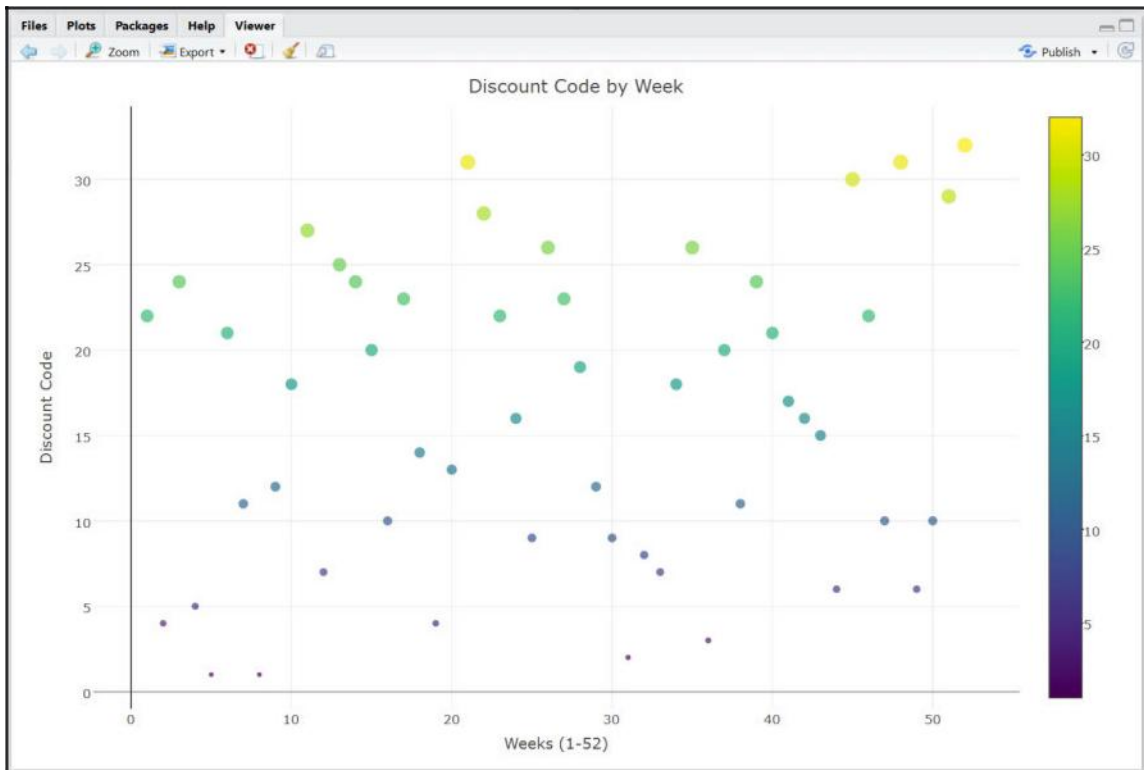 Files Plots Packages Help Viewer
Zoom Export Publish
Discount Code by Week
Discount Code
30
25
20
15
10
5
0
0 10 20 30 40 50
Weeks (1-52)
30
25
20
15
10
5